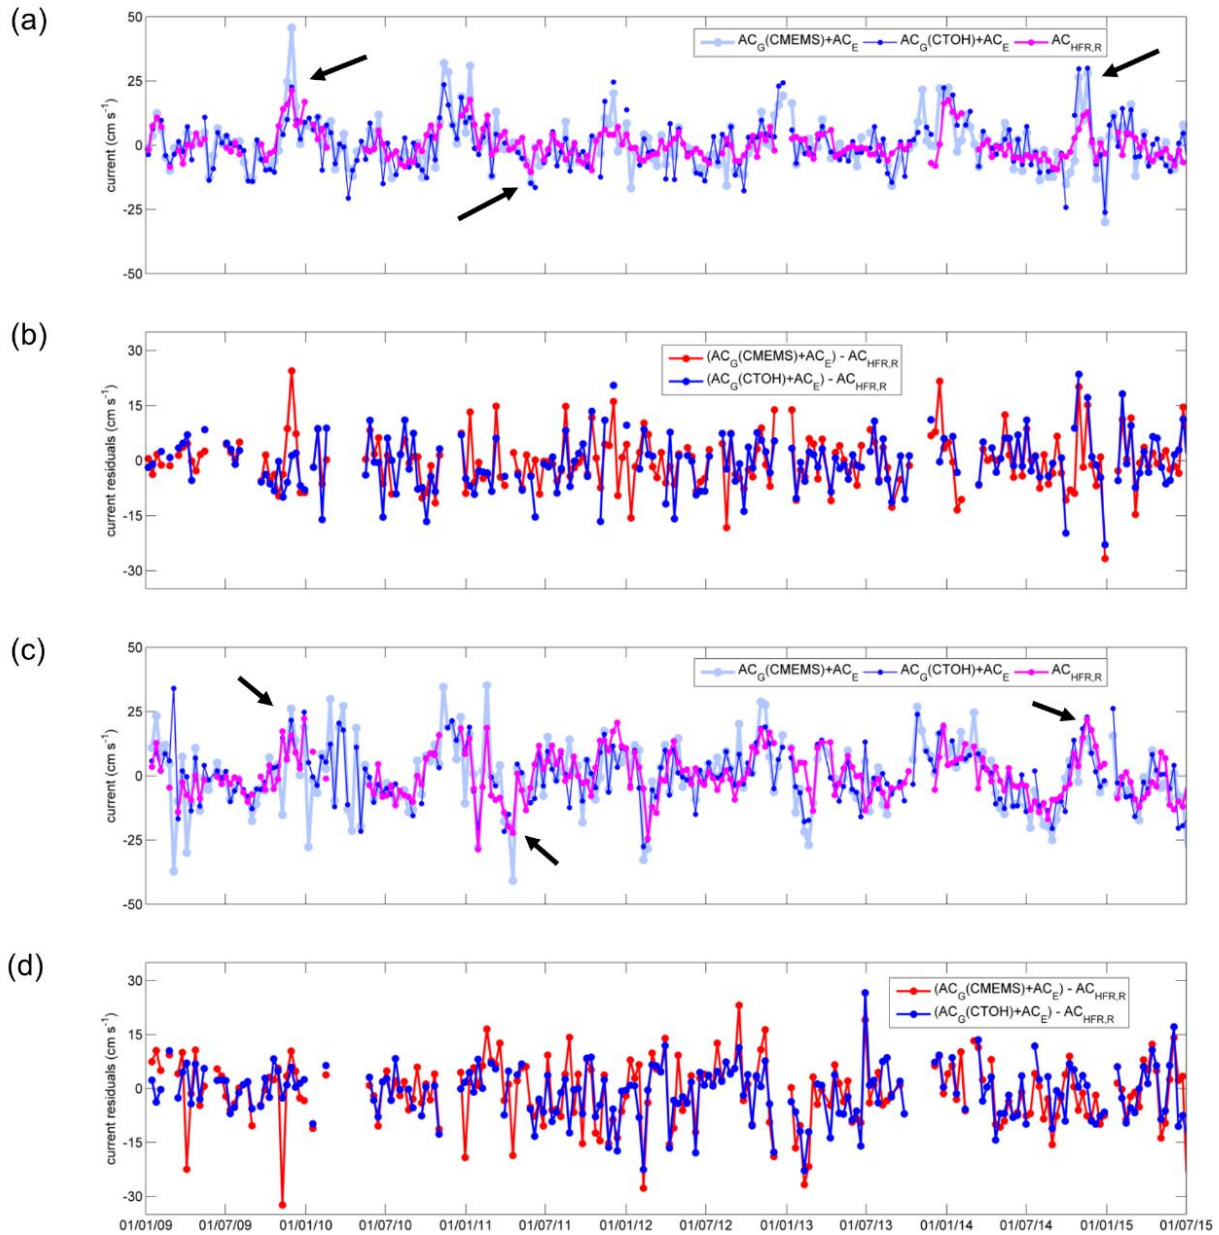 (a)
50
25
0
-25
-50
current (cm s⁻¹)
AC_G(CMEMS)+AC_E AC_G(CTOH)+AC_E AC_HFR,R
(b)
30
15
0
-15
-30
current residuals (cm s⁻¹)
(AC_G(CMEMS)+AC_E) - AC_HFR,R
(AC_G(CTOH)+AC_E) - AC_HFR,R
(c)
50
25
0
-25
-50
current (cm s⁻¹)
AC_G(CMEMS)+AC_E AC_G(CTOH)+AC_E AC_HFR,R
(d)
30
15
0
-15
-30
current residuals (cm s⁻¹)
(AC_G(CMEMS)+AC_E) - AC_HFR,R
(AC_G(CTOH)+AC_E) - AC_HFR,R
01/01/09 01/07/09 01/01/10 01/07/10 01/01/11 01/07/11 01/01/12 01/07/12 01/01/13 01/07/13 01/01/14 01/07/14 01/01/15 01/07/15